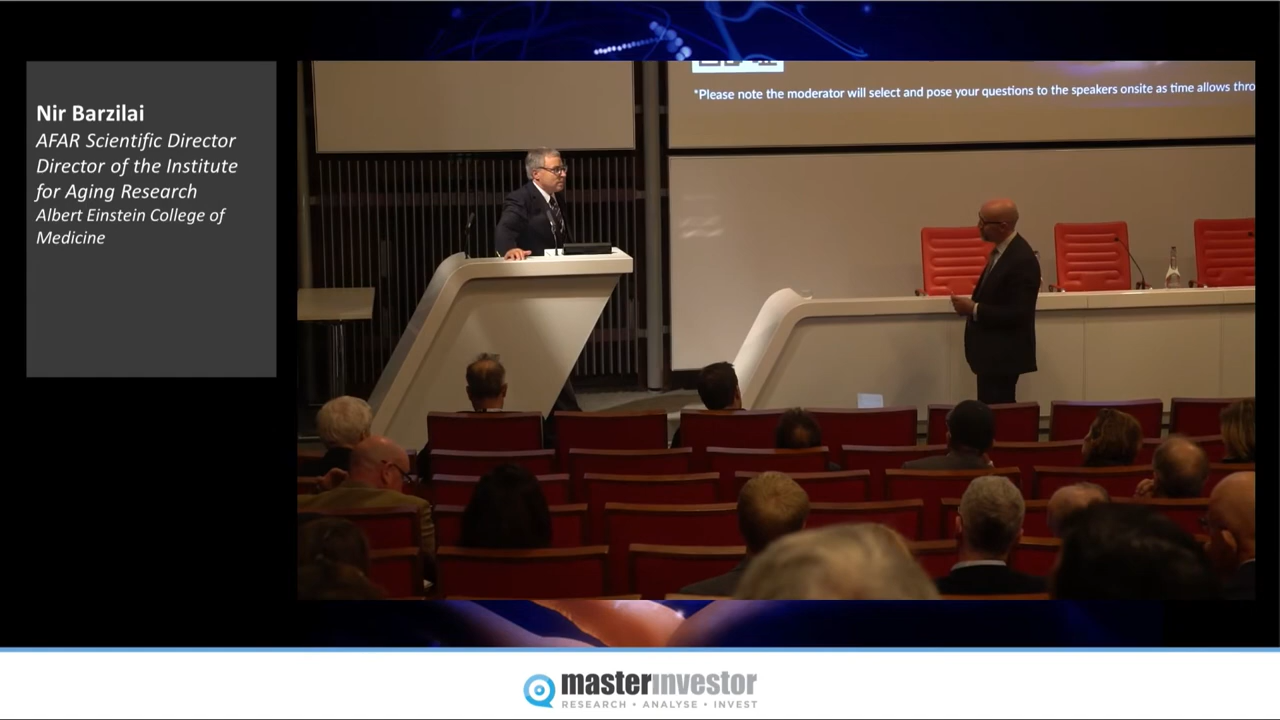 Nir Barzilai
AFAR Scientific Director
Director of the Institute
for Aging Research
Albert Einstein College of
Medicine
*Please note the moderator will select and pose your questions to the speakers onsite as time allows thro
masterinvestor
RESEARCH • ANALYSE • INVEST